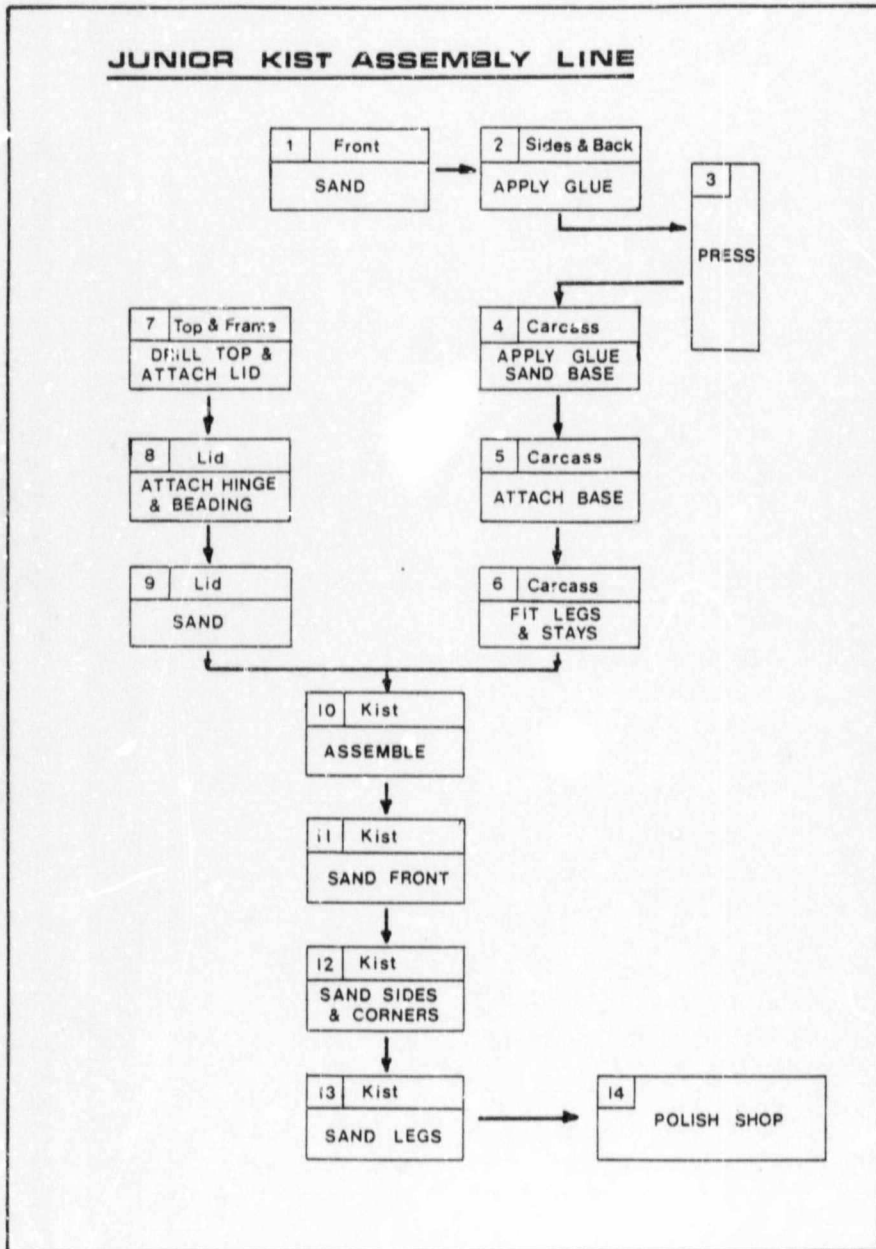 JUNIOR KIST ASSEMBLY LINE
1 Front
SAND
2 Sides & Back
APPLY GLUE
3
PRESS
4 Carcass
APPLY GLUE
SAND BASE
5 Carcass
ATTACH BASE
6 Carcass
FIT LEGS
& STAYS
7 Top & Frame
DRILL TOP &
ATTACH LID
8 Lid
ATTACH HINGE
& BEADING
9 Lid
SAND
10 Kist
ASSEMBLE
11 Kist
SAND FRONT
12 Kist
SAND SIDES
& CORNERS
13 Kist
SAND LEGS
14
POLISH SHOP